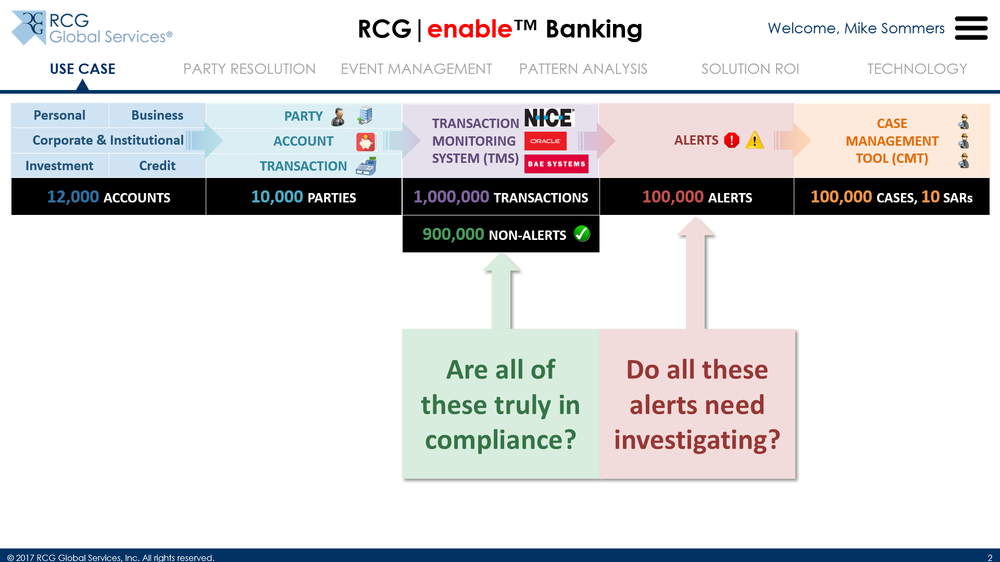 RCG
Global Services®
RCG|enable™ Banking
Welcome, Mike Sommers
USE CASE
PARTY RESOLUTION
EVENT MANAGEMENT
PATTERN ANALYSIS
SOLUTION ROI
TECHNOLOGY
Personal
Business
Corporate & Institutional
Investment
Credit
PARTY
ACCOUNT
TRANSACTION
TRANSACTION
MONITORING
SYSTEM (TMS)
NICE®
ORACLE®
BAE SYSTEMS
ALERTS
CASE
MANAGEMENT
TOOL (CMT)
12,000 ACCOUNTS
10,000 PARTIES
1,000,000 TRANSACTIONS
100,000 ALERTS
100,000 CASES, 10 SARs
900,000 NON-ALERTS
Are all of
these truly in
compliance?
Do all these
alerts need
investigating?
© 2017 RCG Global Services, Inc. All rights reserved.
2